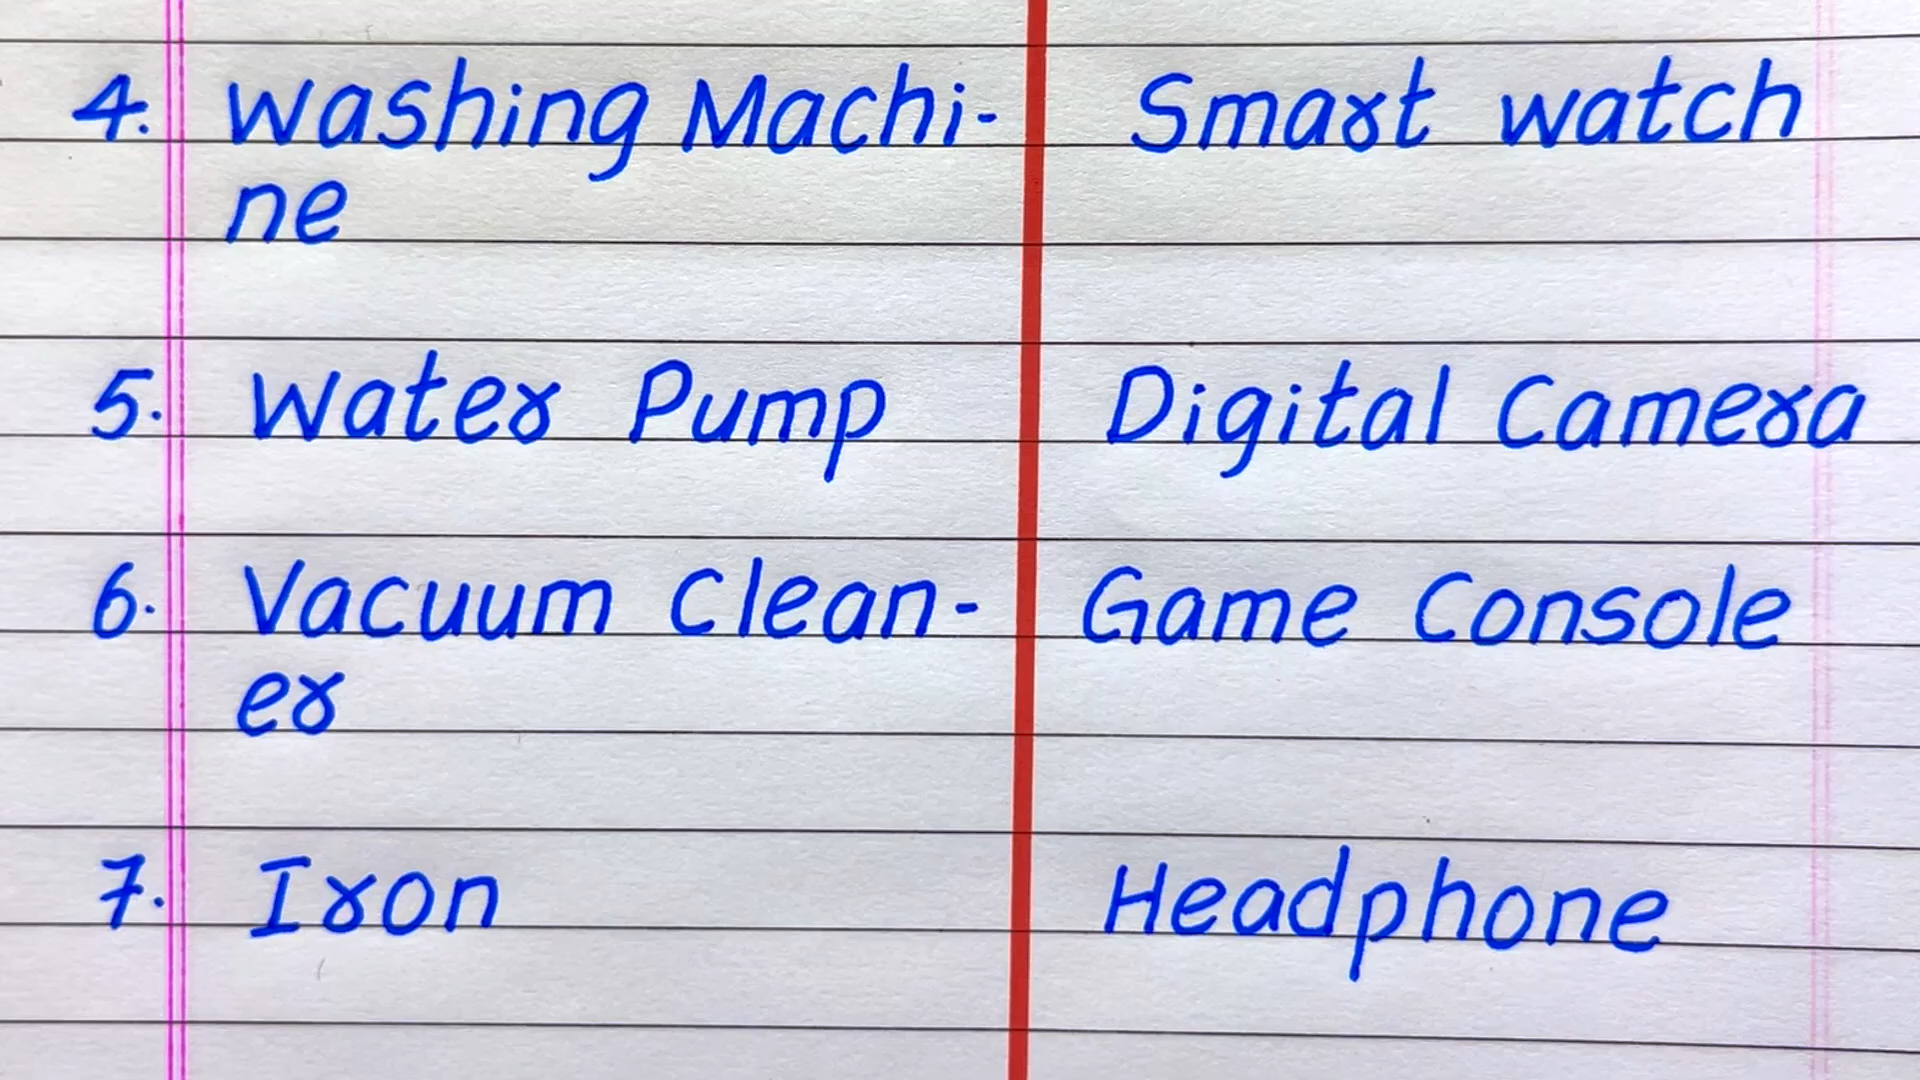 4. Washing Machi- Smart watch
ne
5. Water Pump Digital Camera
6. Vacuum Clean- Game Console
er
7. Iron Headphone